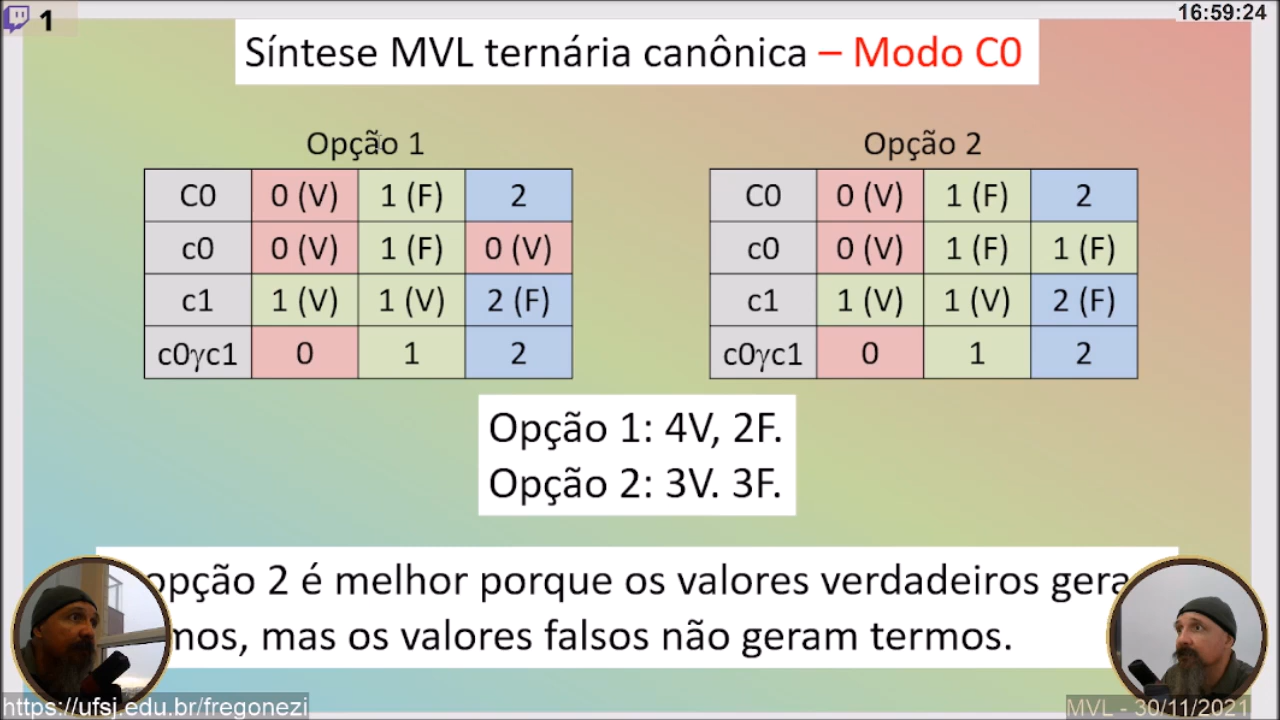 1
16:59:24
Síntese MVL ternária canônica – Modo C0
Opção 1
C0 0 (V) 1 (F) 2
c0 0 (V) 1 (F) 0 (V)
c1 1 (V) 1 (V) 2 (F)
c0γc1 0 1 2
Opção 2
C0 0 (V) 1 (F) 2
c0 0 (V) 1 (F) 1 (F)
c1 1 (V) 1 (V) 2 (F)
c0γc1 0 1 2
Opção 1: 4V, 2F.
Opção 2: 3V. 3F.
opção 2 é melhor porque os valores verdadeiros
mas os valores falsos não geram termos.
https://ufsj.edu.br/fregonezi
MVL - 30/11/2021